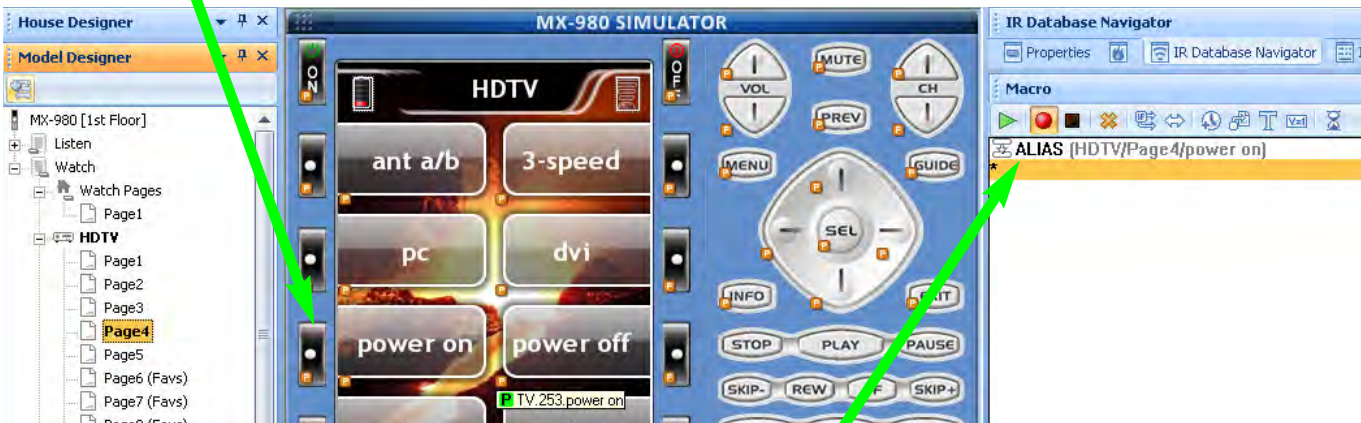 House Designer
Model Designer
MX-980 [1st Floor]
Listen
Watch
Watch Pages
Page1
HDTV
Page1
Page2
Page3
Page4
Page5
Page6 (Favs)
Page7 (Favs)
MX-980 SIMULATOR
ON
HDTV
ant a/b
3-speed
pc
dvi
power on
power off
P TV.253.power on
VOL
MUTE
CH
PREV
MENU
GUIDE
SEL
INFO
STOP
PLAY
PAUSE
SKIP-
REW
SKIP+
IR Database Navigator
Properties
IR Database Navigator
Macro
ALIAS (HDTV/Page4/power on)
*